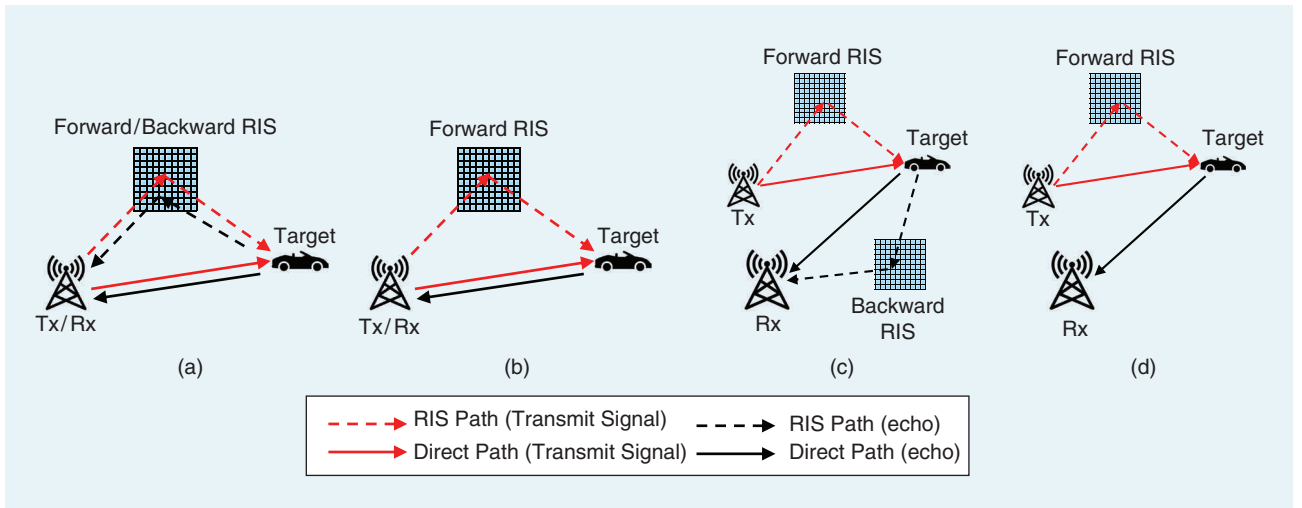 Forward/Backward RIS
Target
Tx/Rx
(a)
Forward RIS
Target
Tx/Rx
(b)
Forward RIS
Target
Tx
Rx
Backward
RIS
(c)
Forward RIS
Target
Tx
Rx
(d)
RIS Path (Transmit Signal)
RIS Path (echo)
Direct Path (Transmit Signal)
Direct Path (echo)